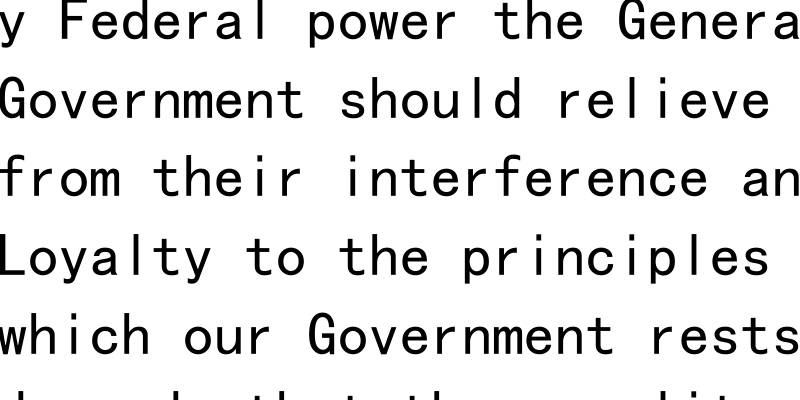 y Federal power the Genera
Government should relieve
from their interference an
Loyalty to the principles
which our Government rests